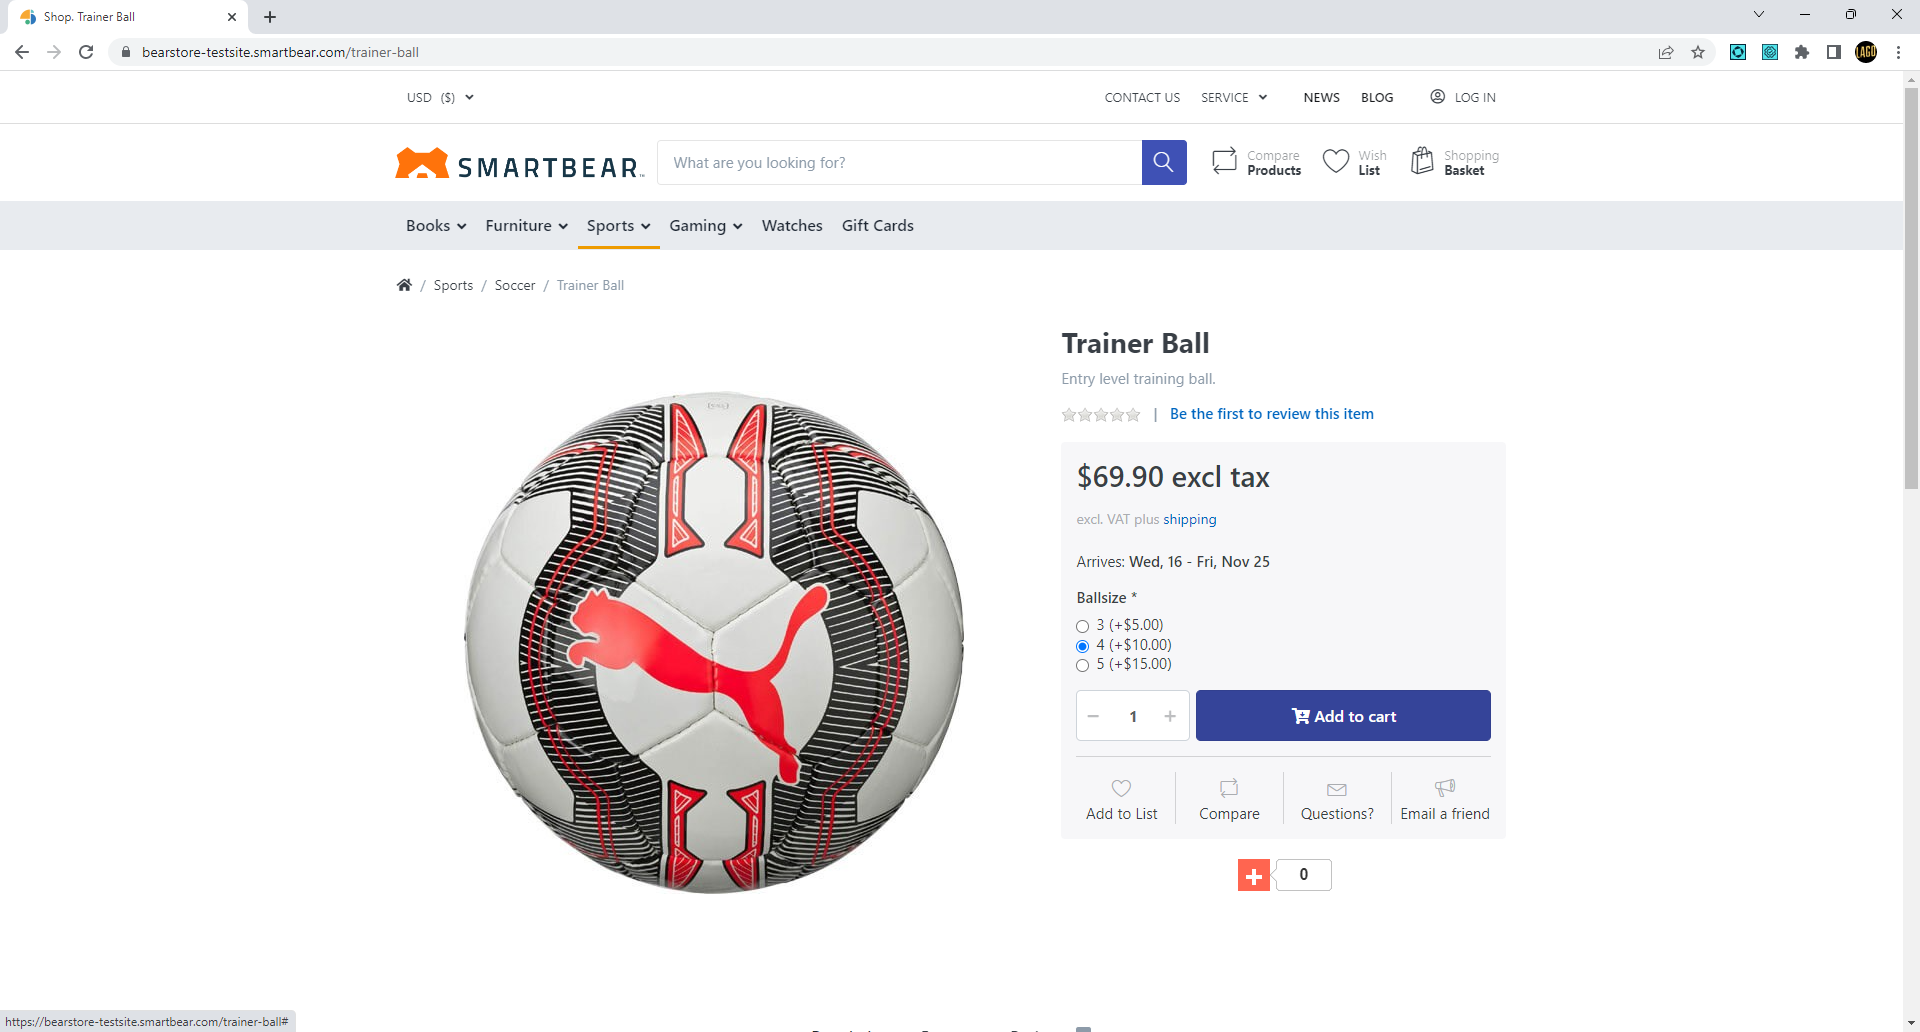 Shop. Trainer Ball
bearstore-testsite.smartbear.com/trainer-ball
LAGO
USD ($)
CONTACT US SERVICE NEWS BLOG LOG IN
SMARTBEAR
What are you looking for?
Compare Products
Wish List
Shopping Basket
Books Furniture Sports Gaming Watches Gift Cards
/ Sports / Soccer / Trainer Ball
Trainer Ball
Entry level training ball.
| Be the first to review this item
$69.90 excl tax
excl. VAT plus shipping
Arrives: Wed, 16 - Fri, Nov 25
Ballsize *
3 (+$5.00)
4 (+$10.00)
5 (+$15.00)
1
Add to cart
Add to List Compare Questions? Email a friend
0
https://bearstore-testsite.smartbear.com/trainer-ball#